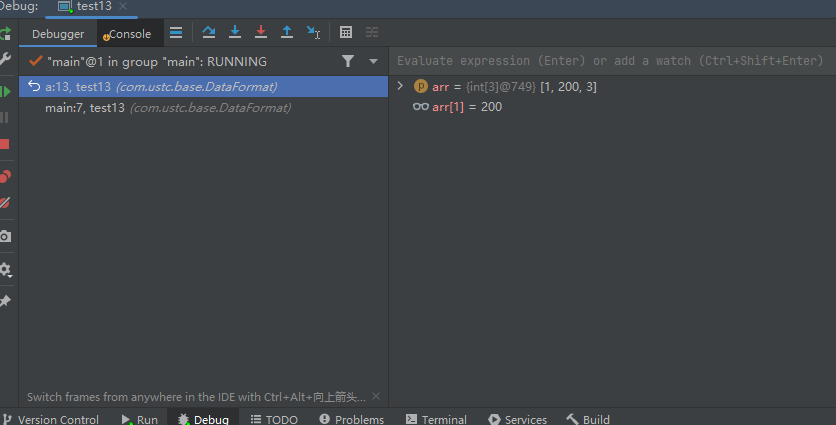 Debug: test13
Debugger Console
"main"@1 in group "main": RUNNING
Evaluate expression (Enter) or add a watch (Ctrl+Shift+Enter)
a:13, test13 (com.ustc.base.DataFormat)
main:7, test13 (com.ustc.base.DataFormat)
p arr = {int[3]@749} [1, 200, 3]
arr[1] = 200
Switch frames from anywhere in the IDE with Ctrl+Alt+向上箭头...
Version Control Run Debug TODO Problems Terminal Services Build